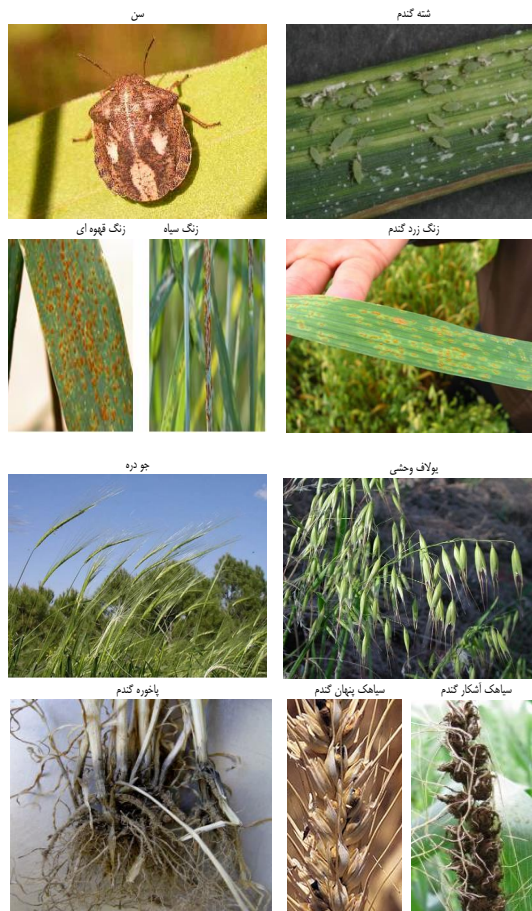 شته گندم
سن
زنگ زرد گندم
زنگ سیاه
زنگ قهوه ای
یولاف وحشی
جو دره
سیاهک آشکار گندم
سیاهک پنهان گندم
پاخوره گندم